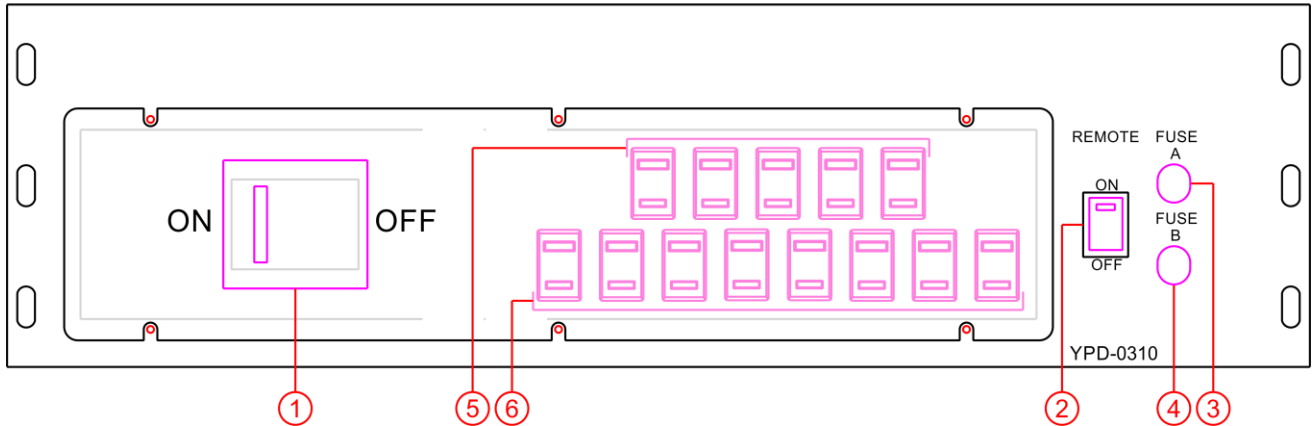 REMOTE FUSE
A
ON
ON OFF
FUSE
B
OFF
YPD-0310
1 5 6 2 4 3